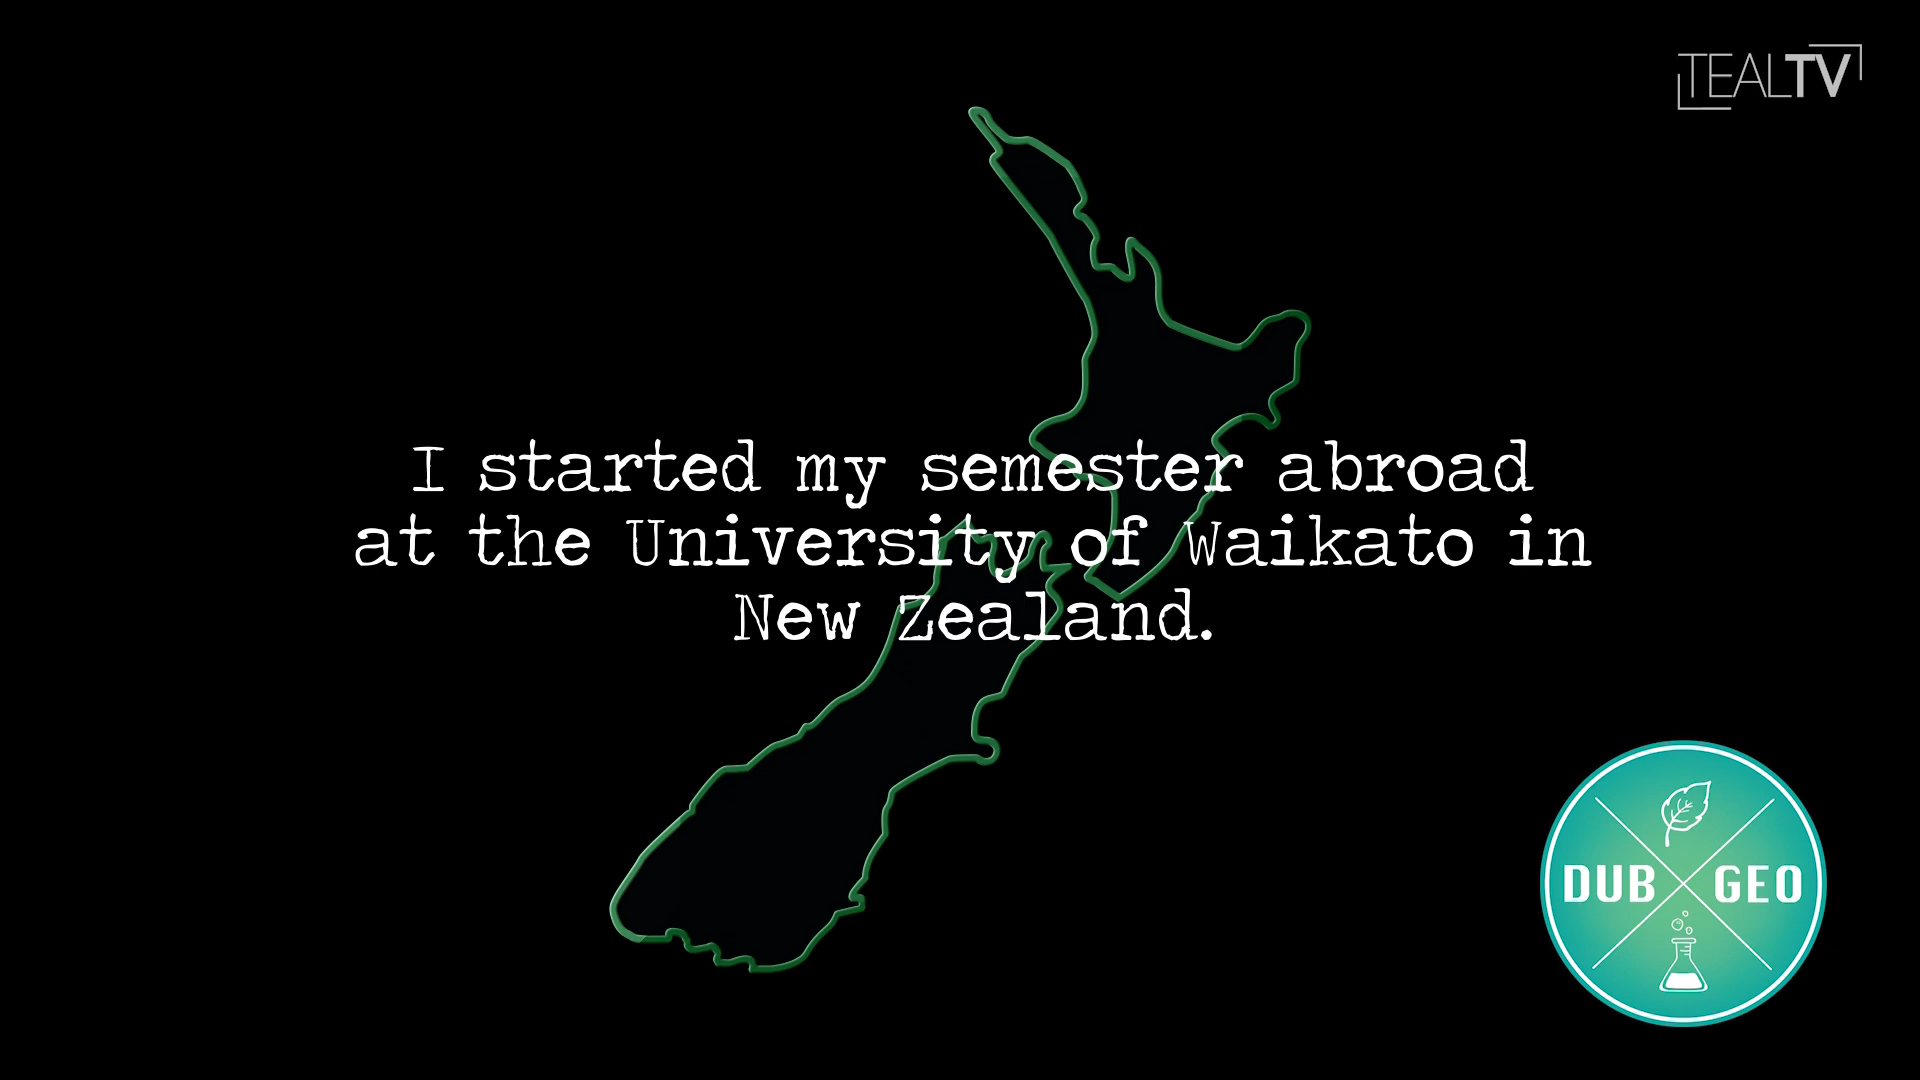 TEALTV
I started my semester abroad
at the University of Waikato in
New Zealand.
DUB GEO